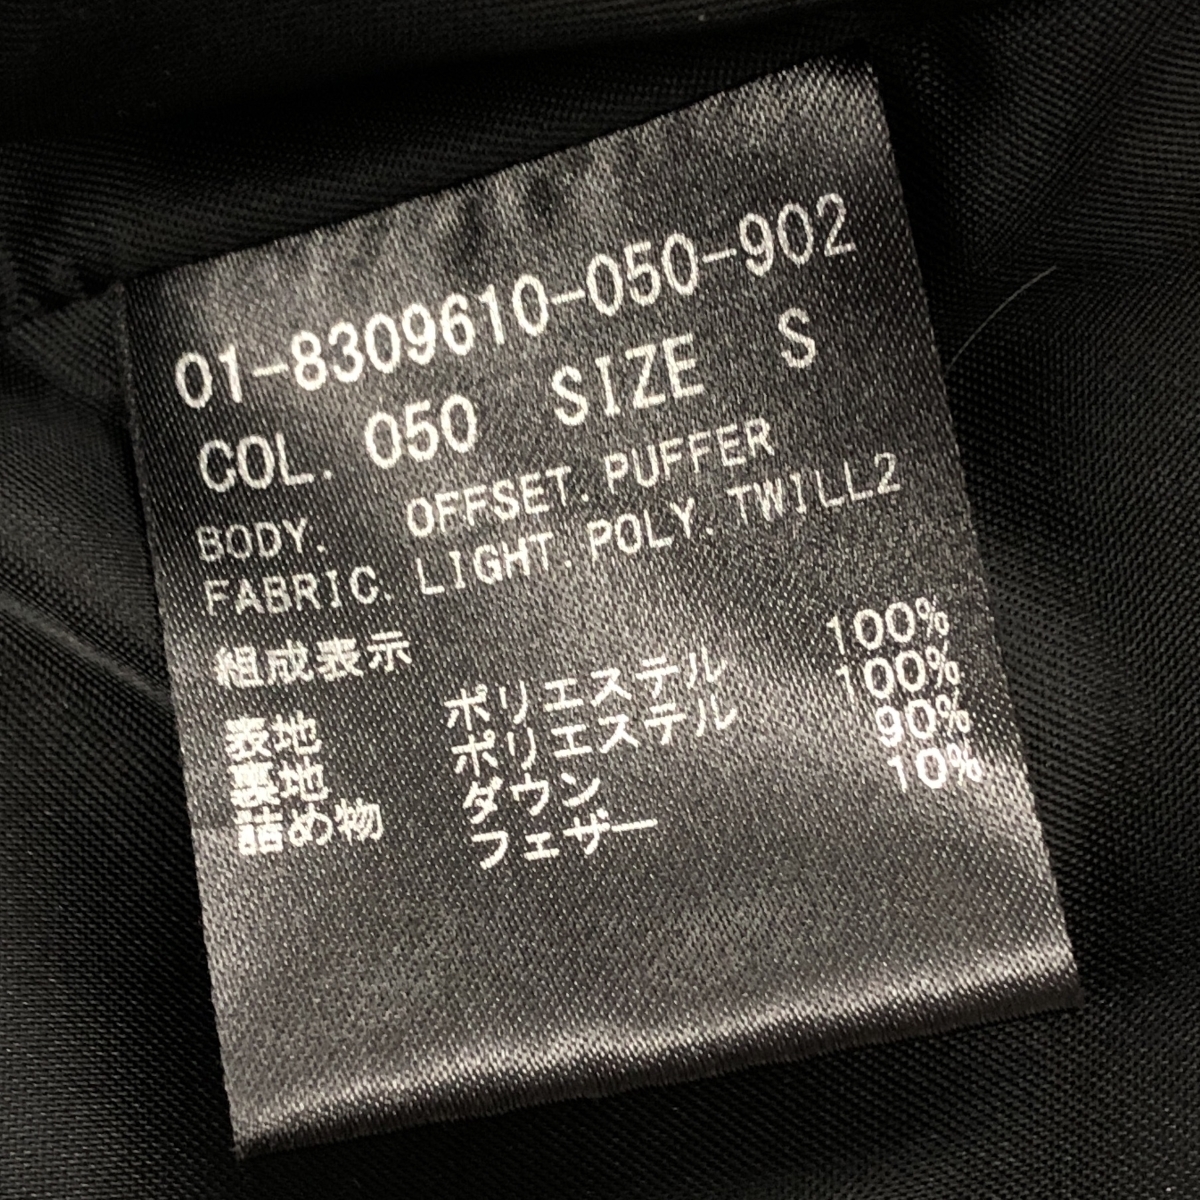 01-8309610-050-902
COL. 050 SIZE S
BODY. OFFSET. PUFFER
FABRIC. LIGHT. POLY. TWILL2
組成表示
表地 ポリエステル 100%
裏地 ポリエステル 100%
詰め物 ダウン 90%
フェザー 10%